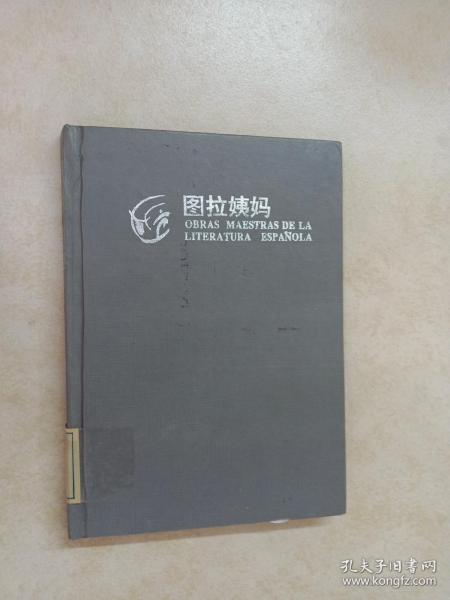 图拉姨妈
OBRAS MAESTRAS DE LA
LITERATURA ESPAÑOLA
孔夫子旧书网
www.kongfz.com